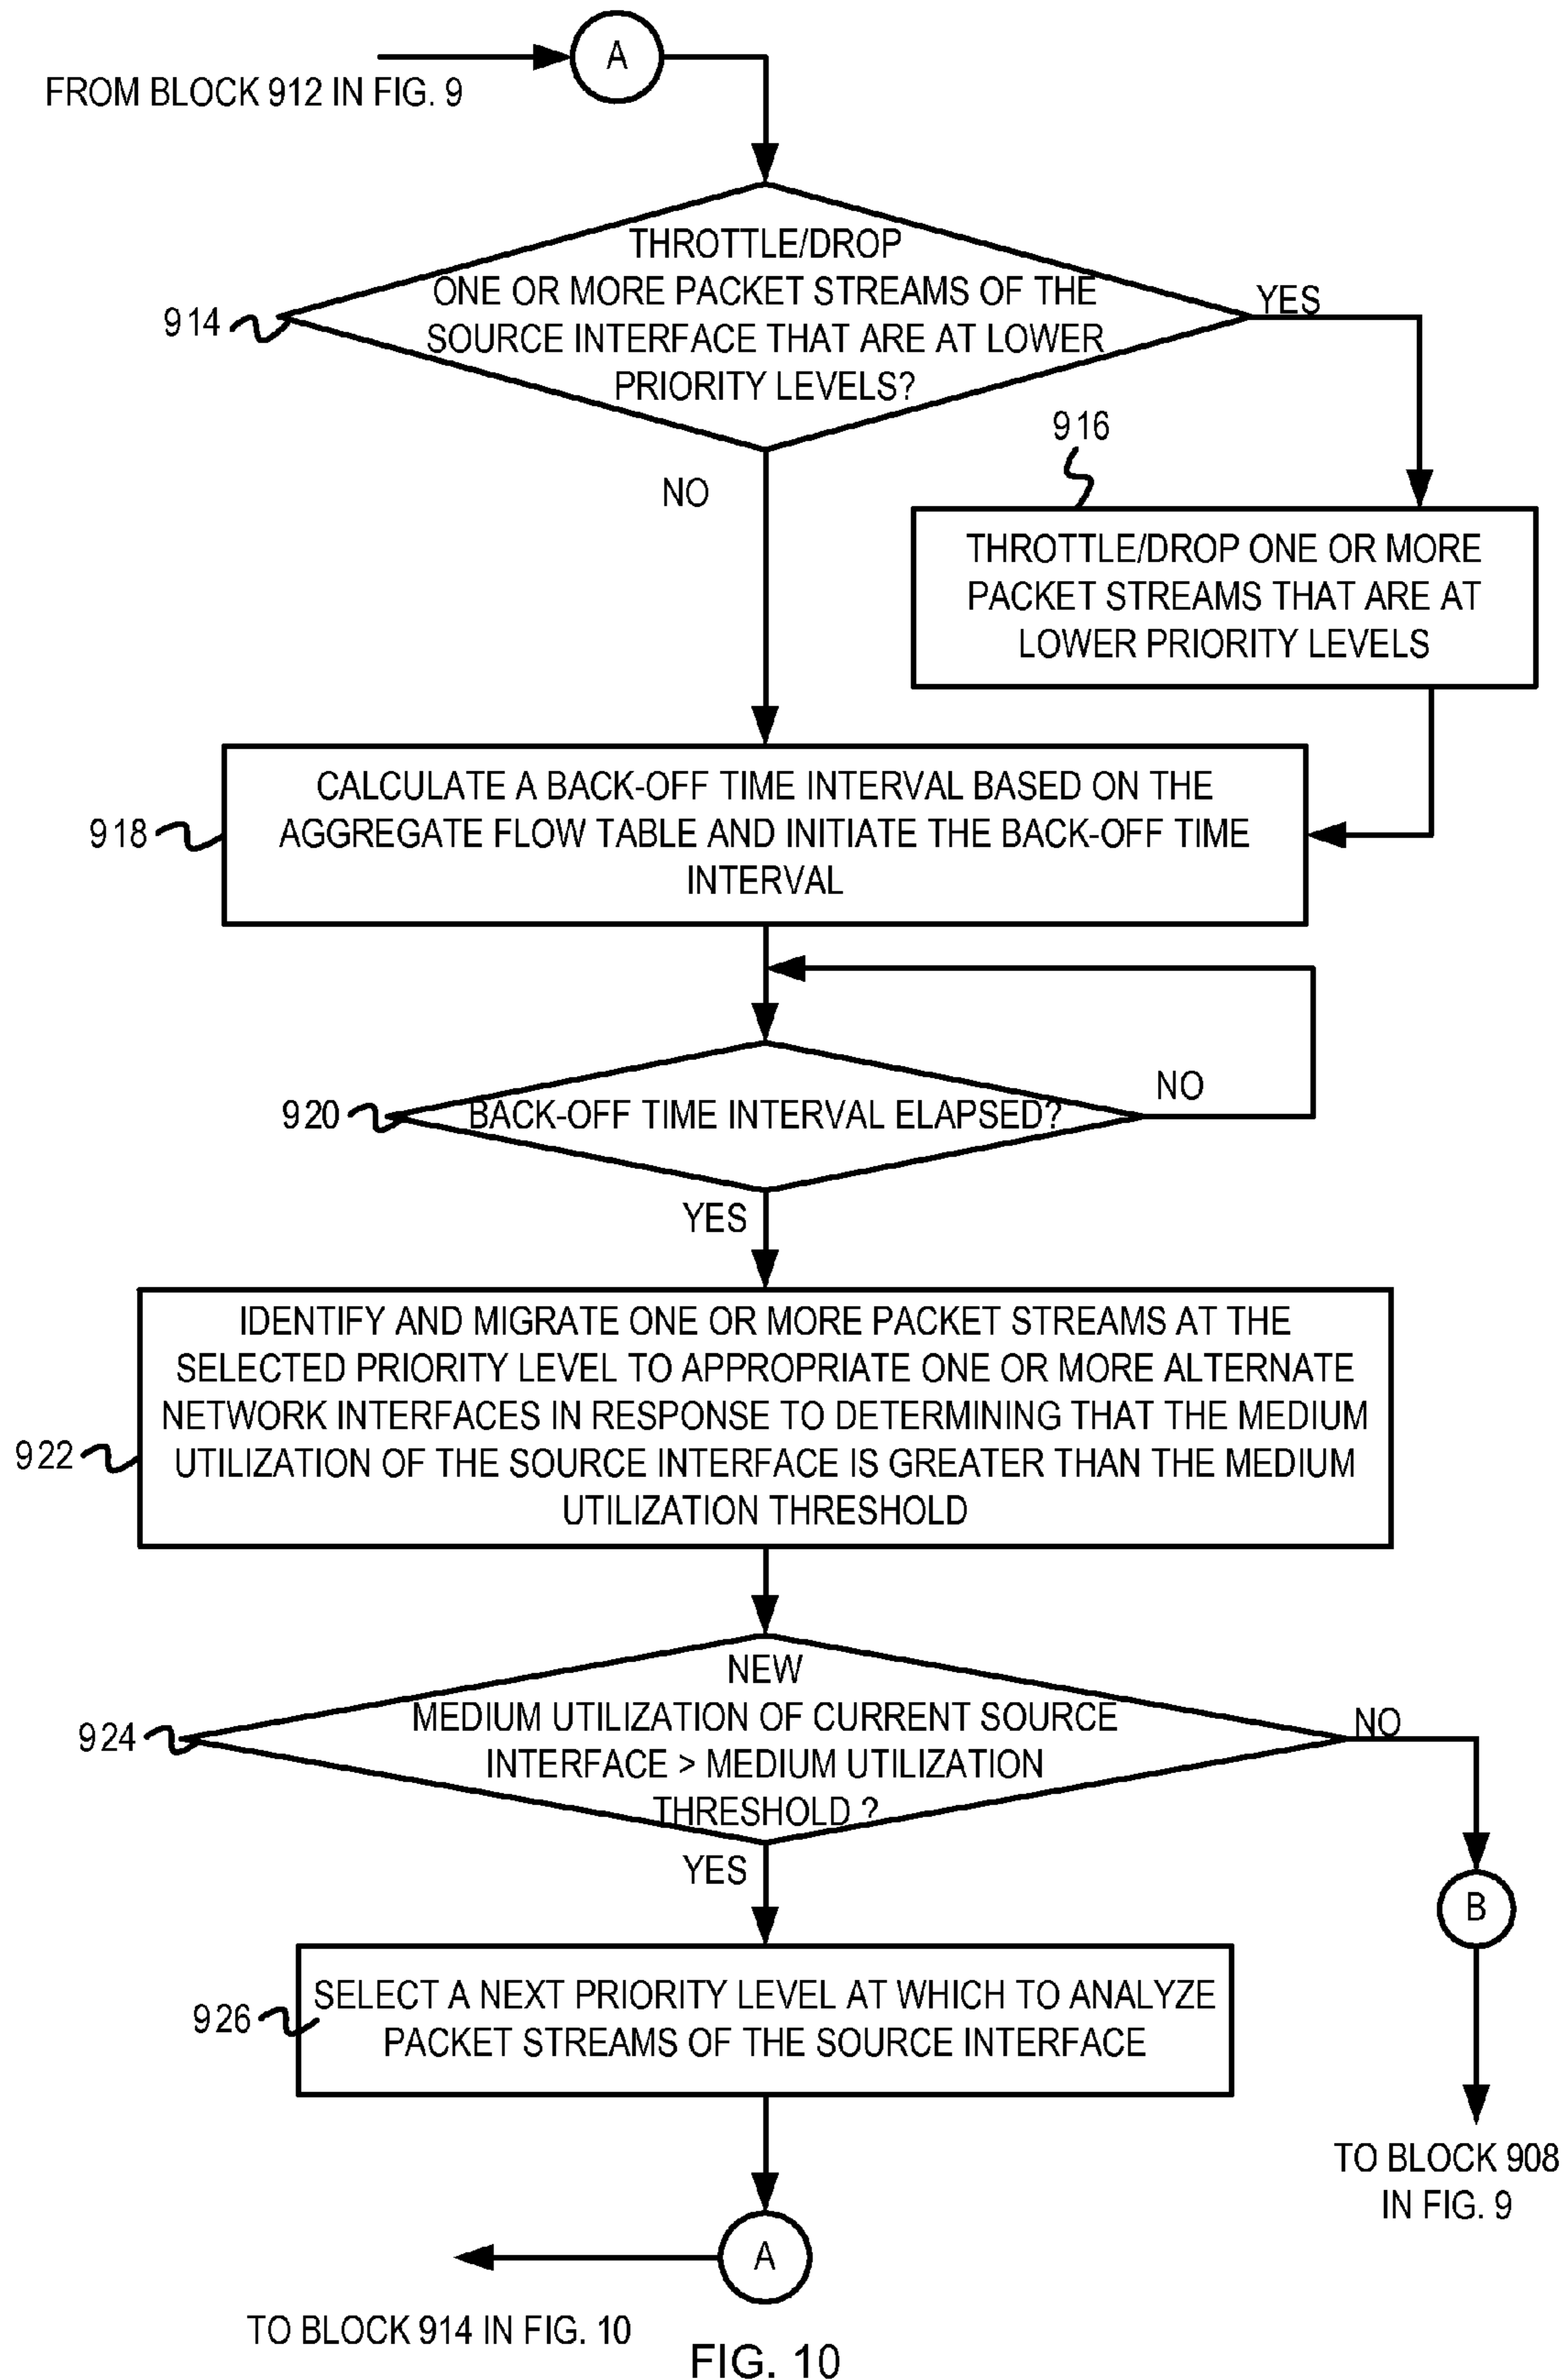 A
FROM BLOCK 912 IN FIG. 9
THROTTLE/DROP
ONE OR MORE PACKET STREAMS OF THE
SOURCE INTERFACE THAT ARE AT LOWER
PRIORITY LEVELS?
914
YES
NO
916
THROTTLE/DROP ONE OR MORE
PACKET STREAMS THAT ARE AT
LOWER PRIORITY LEVELS
918
CALCULATE A BACK-OFF TIME INTERVAL BASED ON THE
AGGREGATE FLOW TABLE AND INITIATE THE BACK-OFF TIME
INTERVAL
920
BACK-OFF TIME INTERVAL ELAPSED?
NO
YES
922
IDENTIFY AND MIGRATE ONE OR MORE PACKET STREAMS AT THE
SELECTED PRIORITY LEVEL TO APPROPRIATE ONE OR MORE ALTERNATE
NETWORK INTERFACES IN RESPONSE TO DETERMINING THAT THE MEDIUM
UTILIZATION OF THE SOURCE INTERFACE IS GREATER THAN THE MEDIUM
UTILIZATION THRESHOLD
924
NEW
MEDIUM UTILIZATION OF CURRENT SOURCE
INTERFACE > MEDIUM UTILIZATION
THRESHOLD ?
NO
YES
B
TO BLOCK 908
IN FIG. 9
926
SELECT A NEXT PRIORITY LEVEL AT WHICH TO ANALYZE
PACKET STREAMS OF THE SOURCE INTERFACE
A
TO BLOCK 914 IN FIG. 10
FIG. 10